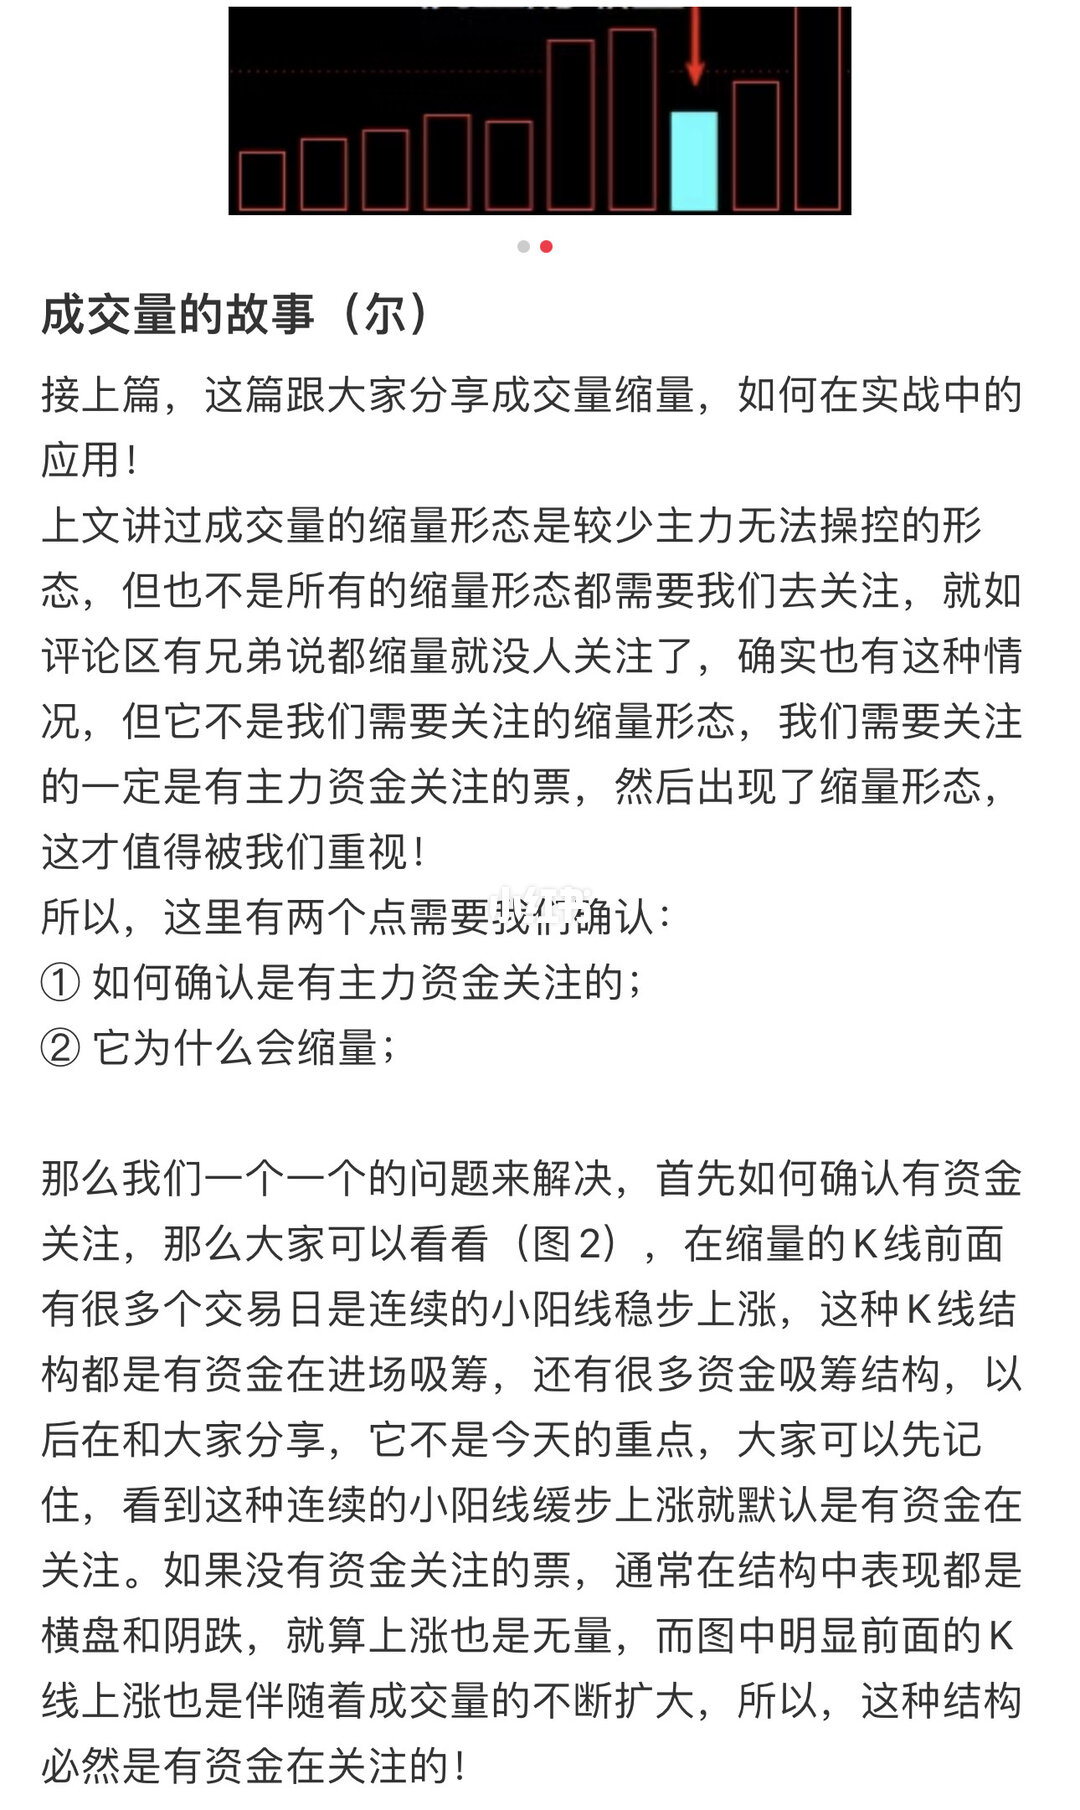 成交量的故事（尔）
接上篇，这篇跟大家分享成交量缩量，如何在实战中的
应用！
上文讲过成交量的缩量形态是较少主力无法操控的形
态，但也不是所有的缩量形态都需要我们去关注，就如
评论区有兄弟说都缩量就没人关注了，确实也有这种情
况，但它不是我们需要关注的缩量形态，我们需要关注
的一定是有主力资金关注的票，然后出现了缩量形态，
这才值得被我们重视！
所以，这里有两个点需要我们确认：
小红书
① 如何确认是有主力资金关注的；
② 它为什么会缩量；
那么我们一个一个的问题来解决，首先如何确认有资金
关注，那么大家可以看看（图2），在缩量的K线前面
有很多个交易日是连续的小阳线稳步上涨，这种K线结
构都是有资金在进场吸筹，还有很多资金吸筹结构，以
后在和大家分享，它不是今天的重点，大家可以先记
住，看到这种连续的小阳线缓步上涨就默认是有资金在
关注。如果没有资金关注的票，通常在结构中表现都是
横盘和阴跌，就算上涨也是无量，而图中明显前面的K
线上涨也是伴随着成交量的不断扩大，所以，这种结构
必然是有资金在关注的！